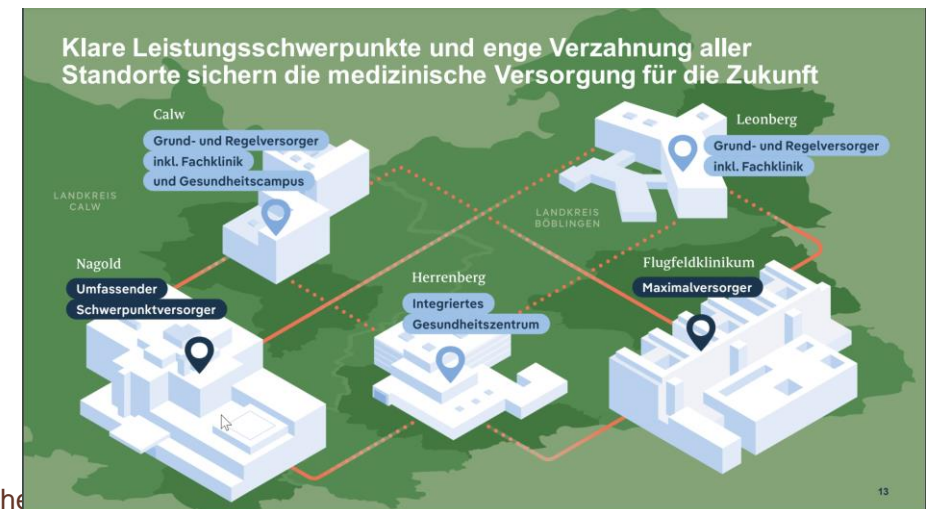 Klare Leistungsschwerpunkte und enge Verzahnung aller
Standorte sichern die medizinische Versorgung für die Zukunft
Calw
Grund- und Regelversorger
inkl. Fachklinik
und Gesundheitscampus
Leonberg
Grund- und Regelversorger
inkl. Fachklinik
LANDKREIS
CALW
LANDKREIS
BÖBLINGEN
Nagold
Umfassender
Schwerpunktversorger
Herrenberg
Integriertes
Gesundheitszentrum
Flugfeldklinikum
Maximalversorger
13